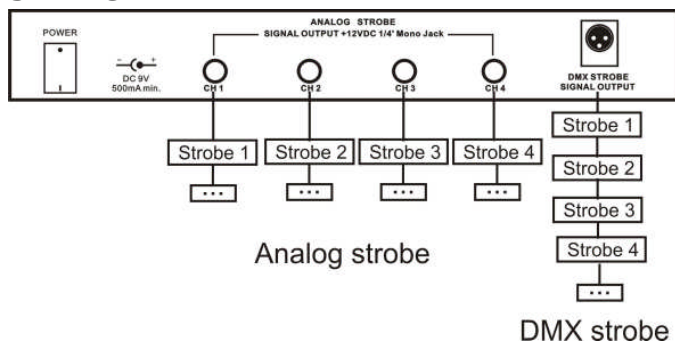 ANALOG STROBE
POWER
SIGNAL OUTPUT +12VDC 1/4' Mono Jack
- +
DC 9V
500mA min.
CH 1 CH 2 CH 3 CH 4
DMX STROBE
SIGNAL OUTPUT
Strobe 1 Strobe 2 Strobe 3 Strobe 4
...
...
...
...
Strobe 1
Strobe 2
Strobe 3
Strobe 4
...
Analog strobe
DMX strobe